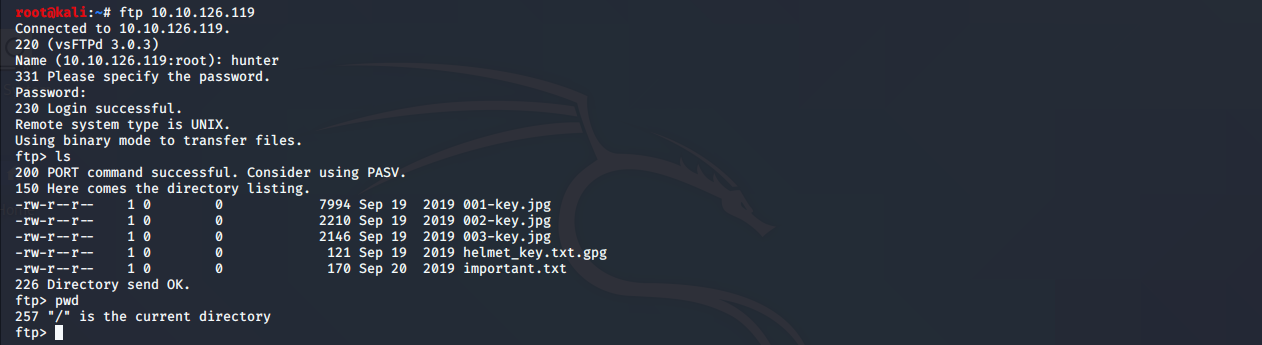 root@kali:~# ftp 10.10.126.119
Connected to 10.10.126.119.
220 (vsFTPd 3.0.3)
Name (10.10.126.119:root): hunter
331 Please specify the password.
Password:
230 Login successful.
Remote system type is UNIX.
Using binary mode to transfer files.
ftp> ls
200 PORT command successful. Consider using PASV.
150 Here comes the directory listing.
-rw-r--r--    1 0        0            7994 Sep 19  2019 001-key.jpg
-rw-r--r--    1 0        0            2210 Sep 19  2019 002-key.jpg
-rw-r--r--    1 0        0            2146 Sep 19  2019 003-key.jpg
-rw-r--r--    1 0        0             121 Sep 19  2019 helmet_key.txt.gpg
-rw-r--r--    1 0        0             170 Sep 20  2019 important.txt
226 Directory send OK.
ftp> pwd
257 "/" is the current directory
ftp>